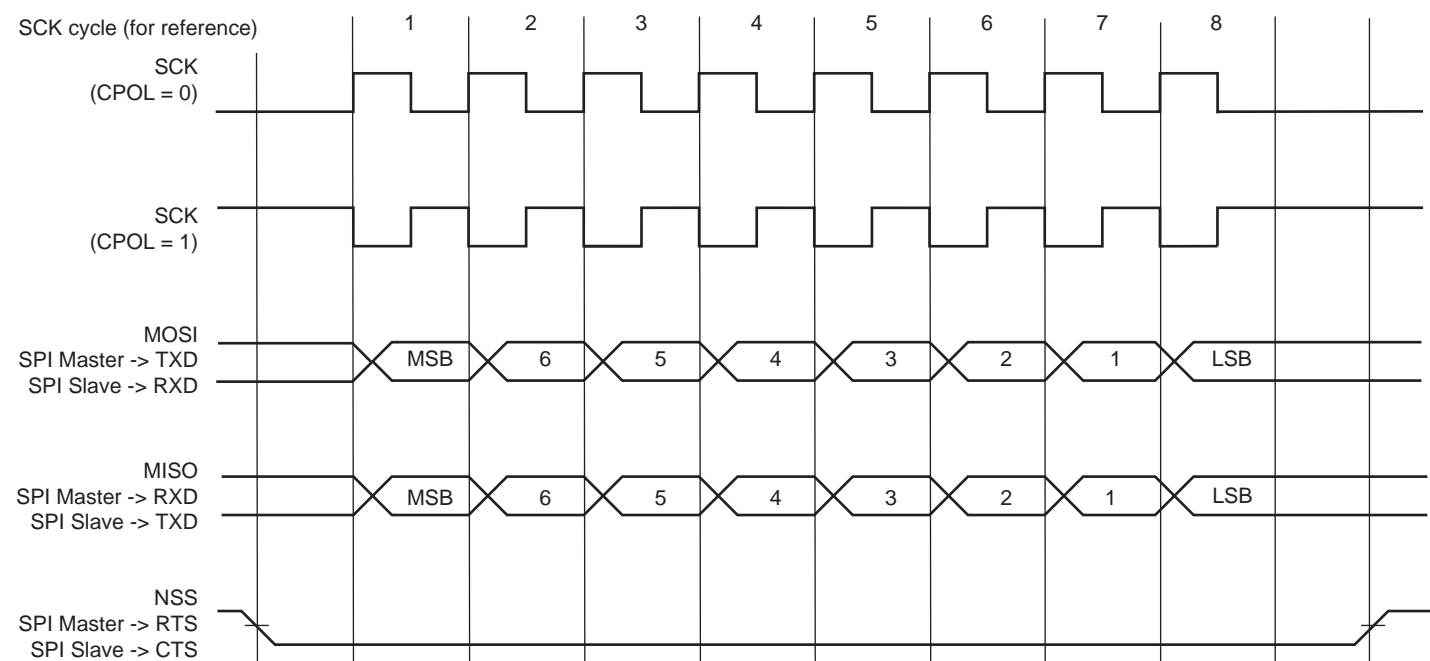 SCK cycle (for reference)
1 2 3 4 5 6 7 8
SCK
(CPOL = 0)
SCK
(CPOL = 1)
MOSI
SPI Master -> TXD
SPI Slave -> RXD
MSB 6 5 4 3 2 1 LSB
MISO
SPI Master -> RXD
SPI Slave -> TXD
MSB 6 5 4 3 2 1 LSB
NSS
SPI Master -> RTS
SPI Slave -> CTS